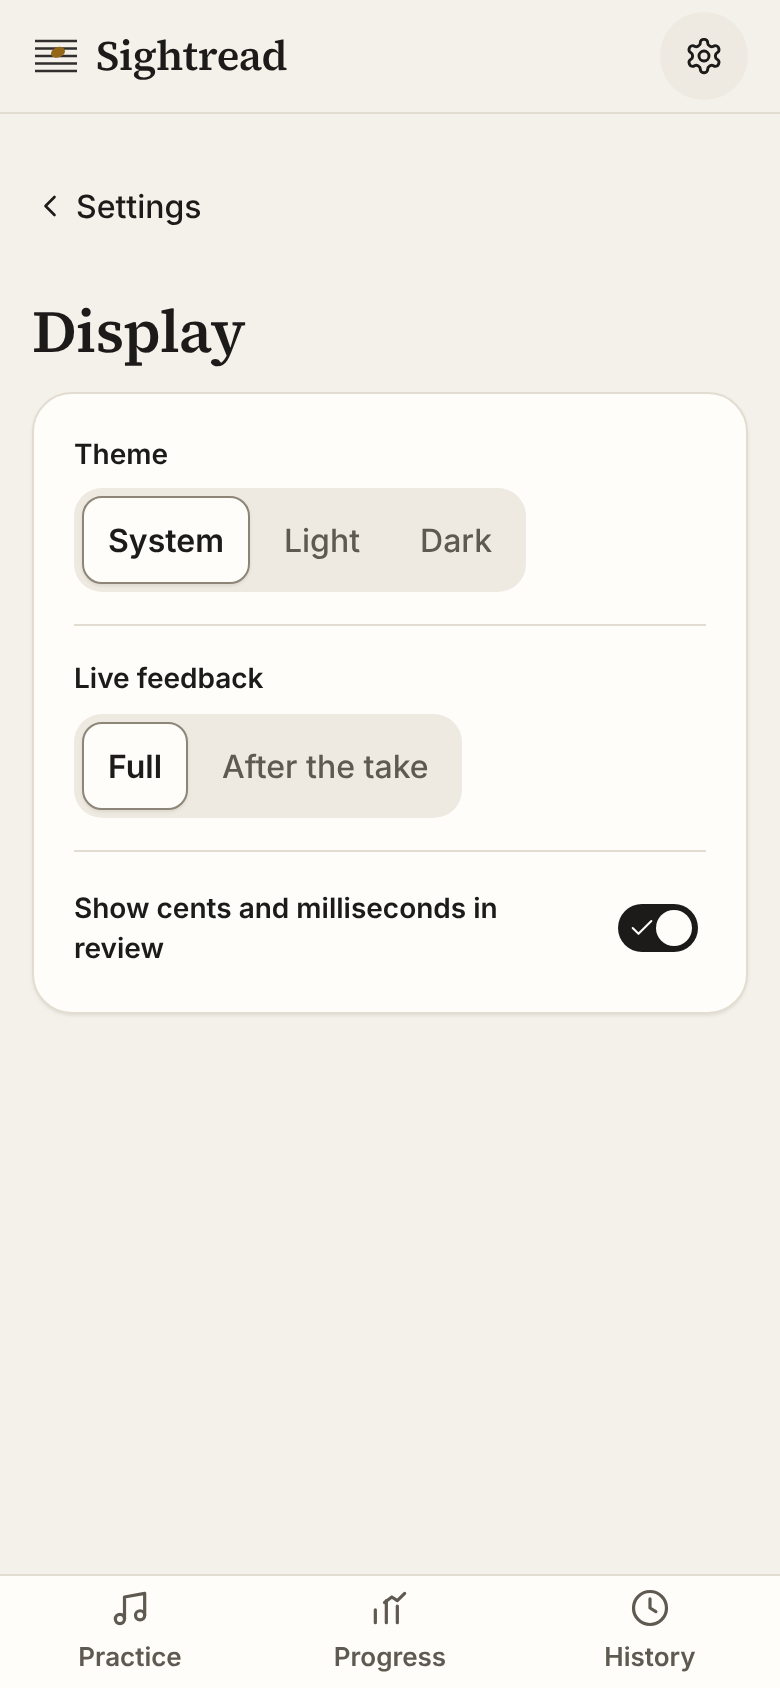 Sightread
Settings
Display
Theme
System Light Dark
Live feedback
Full After the take
Show cents and milliseconds in
review
Practice Progress History